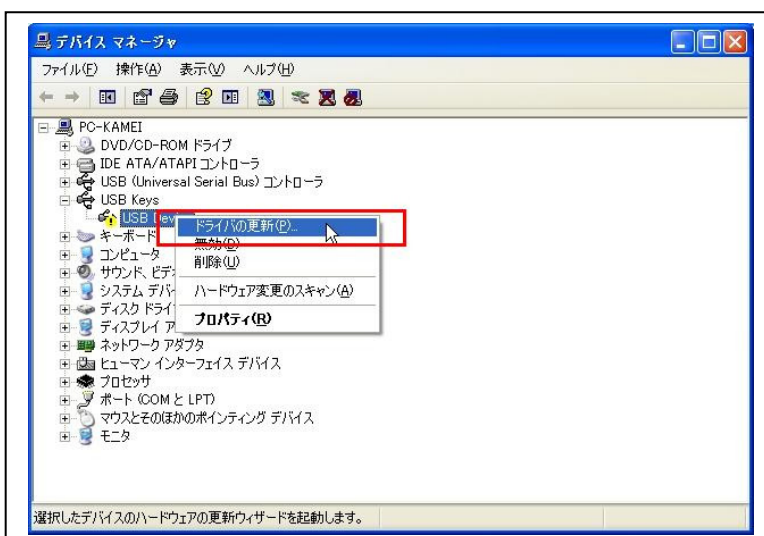 デバイス マネージャ
ファイル(F) 操作(A) 表示(V) ヘルプ(H)
PC-KAMEI
DVD/CD-ROM ドライブ
IDE ATA/ATAPI コントローラ
USB (Universal Serial Bus) コントローラ
USB Keys
USB Devi
ドライバの更新(P)...
キーボード
無効(D)
コンピュータ
削除(U)
サウンド、ビデオ
システム デバイ
ハードウェア変更のスキャン(A)
ディスク ドライ
プロパティ(R)
ディスプレイ ア
ネットワーク アダプタ
ヒューマン インターフェイス デバイス
プロセッサ
ポート (COM と LPT)
マウスとそのほかのポインティング デバイス
モニタ
選択したデバイスのハードウェアの更新ウィザードを起動します。